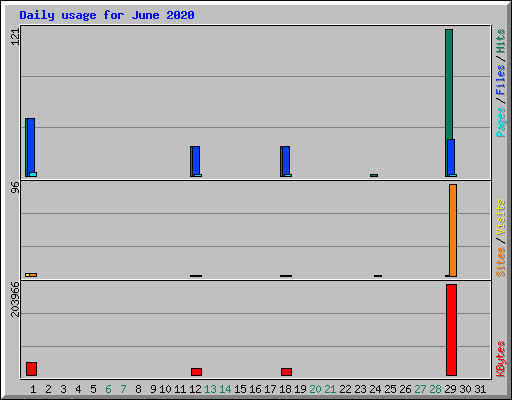 Daily usage for June 2020
121
Pages / Files / Hits
96
Sites / Visits
203966
KBytes
1 2 3 4 5 6 7 8 9 10 11 12 13 14 15 16 17 18 19 20 21 22 23 24 25 26 27 28 29 30 31